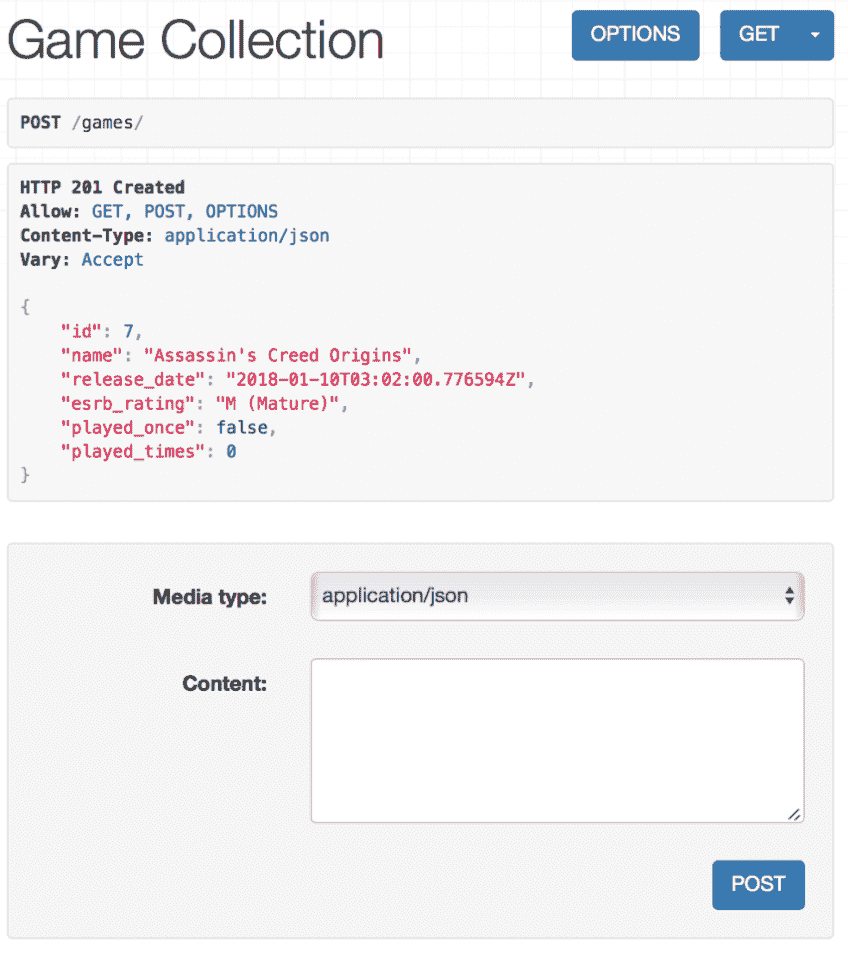 Game Collection
OPTIONS
GET
POST /games/
HTTP 201 Created
Allow: GET, POST, OPTIONS
Content-Type: application/json
Vary: Accept
{
    "id": 7,
    "name": "Assassin's Creed Origins",
    "release_date": "2018-01-10T03:02:00.776594Z",
    "esrb_rating": "M (Mature)",
    "played_once": false,
    "played_times": 0
}
Media type:
application/json
Content:
POST